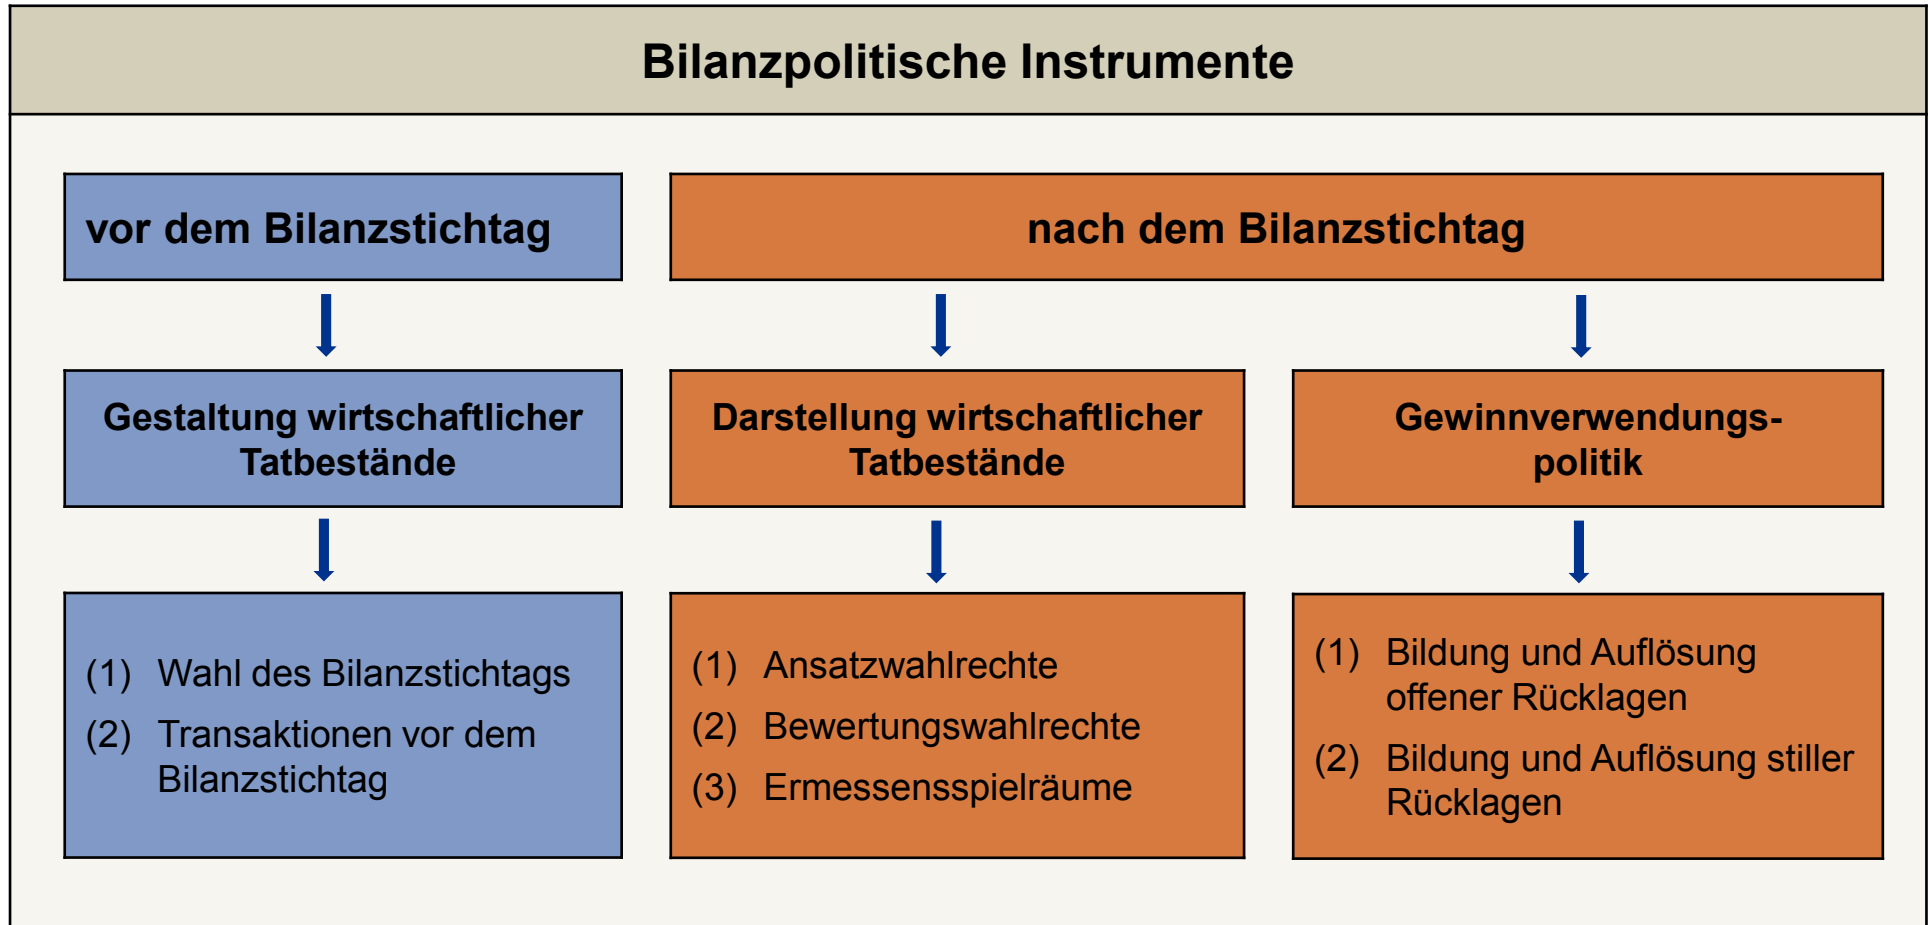 Bilanzpolitische Instrumente
vor dem Bilanzstichtag
nach dem Bilanzstichtag
Gestaltung wirtschaftlicher
Tatbestände
Darstellung wirtschaftlicher
Tatbestände
Gewinnverwendungs-
politik
(1) Wahl des Bilanzstichtags
(2) Transaktionen vor dem
Bilanzstichtag
(1) Ansatzwahlrechte
(2) Bewertungswahlrechte
(3) Ermessensspielräume
(1) Bildung und Auflösung
offener Rücklagen
(2) Bildung und Auflösung stiller
Rücklagen